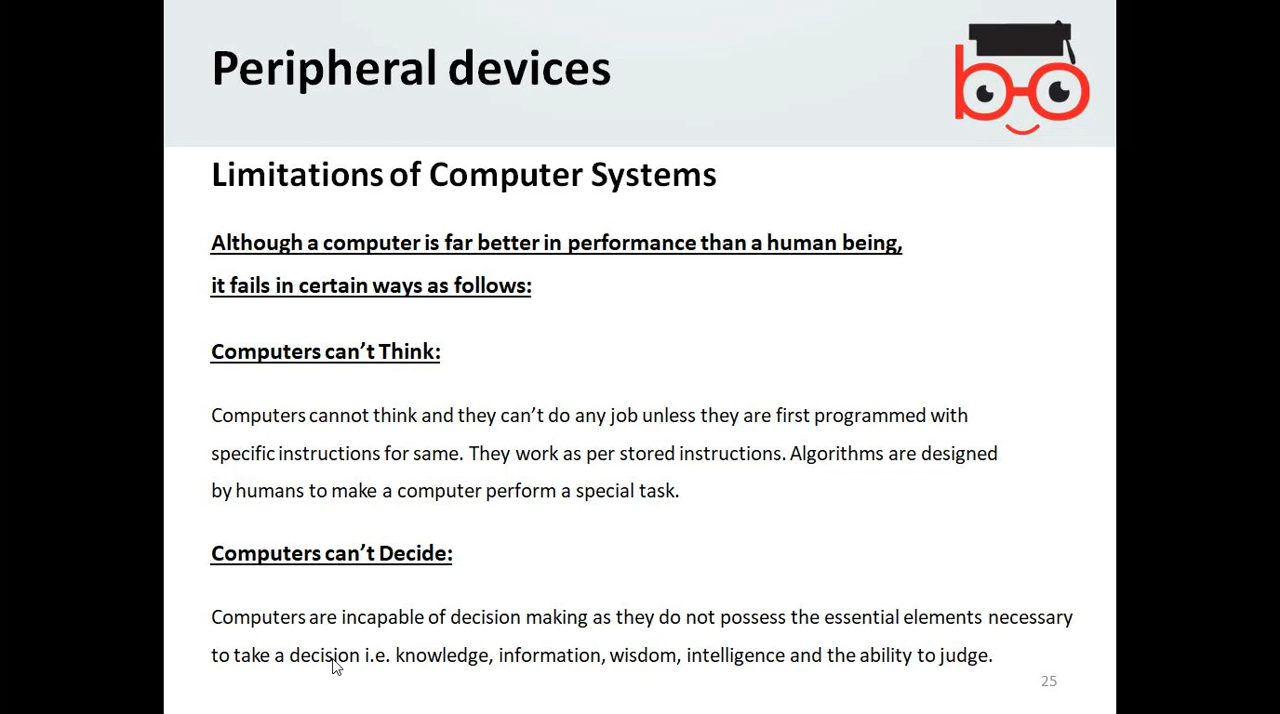 Peripheral devices
Limitations of Computer Systems
Although a computer is far better in performance than a human being,
it fails in certain ways as follows:
Computers can’t Think:
Computers cannot think and they can’t do any job unless they are first programmed with
specific instructions for same. They work as per stored instructions. Algorithms are designed
by humans to make a computer perform a special task.
Computers can’t Decide:
Computers are incapable of decision making as they do not possess the essential elements necessary
to take a decision i.e. knowledge, information, wisdom, intelligence and the ability to judge.
25